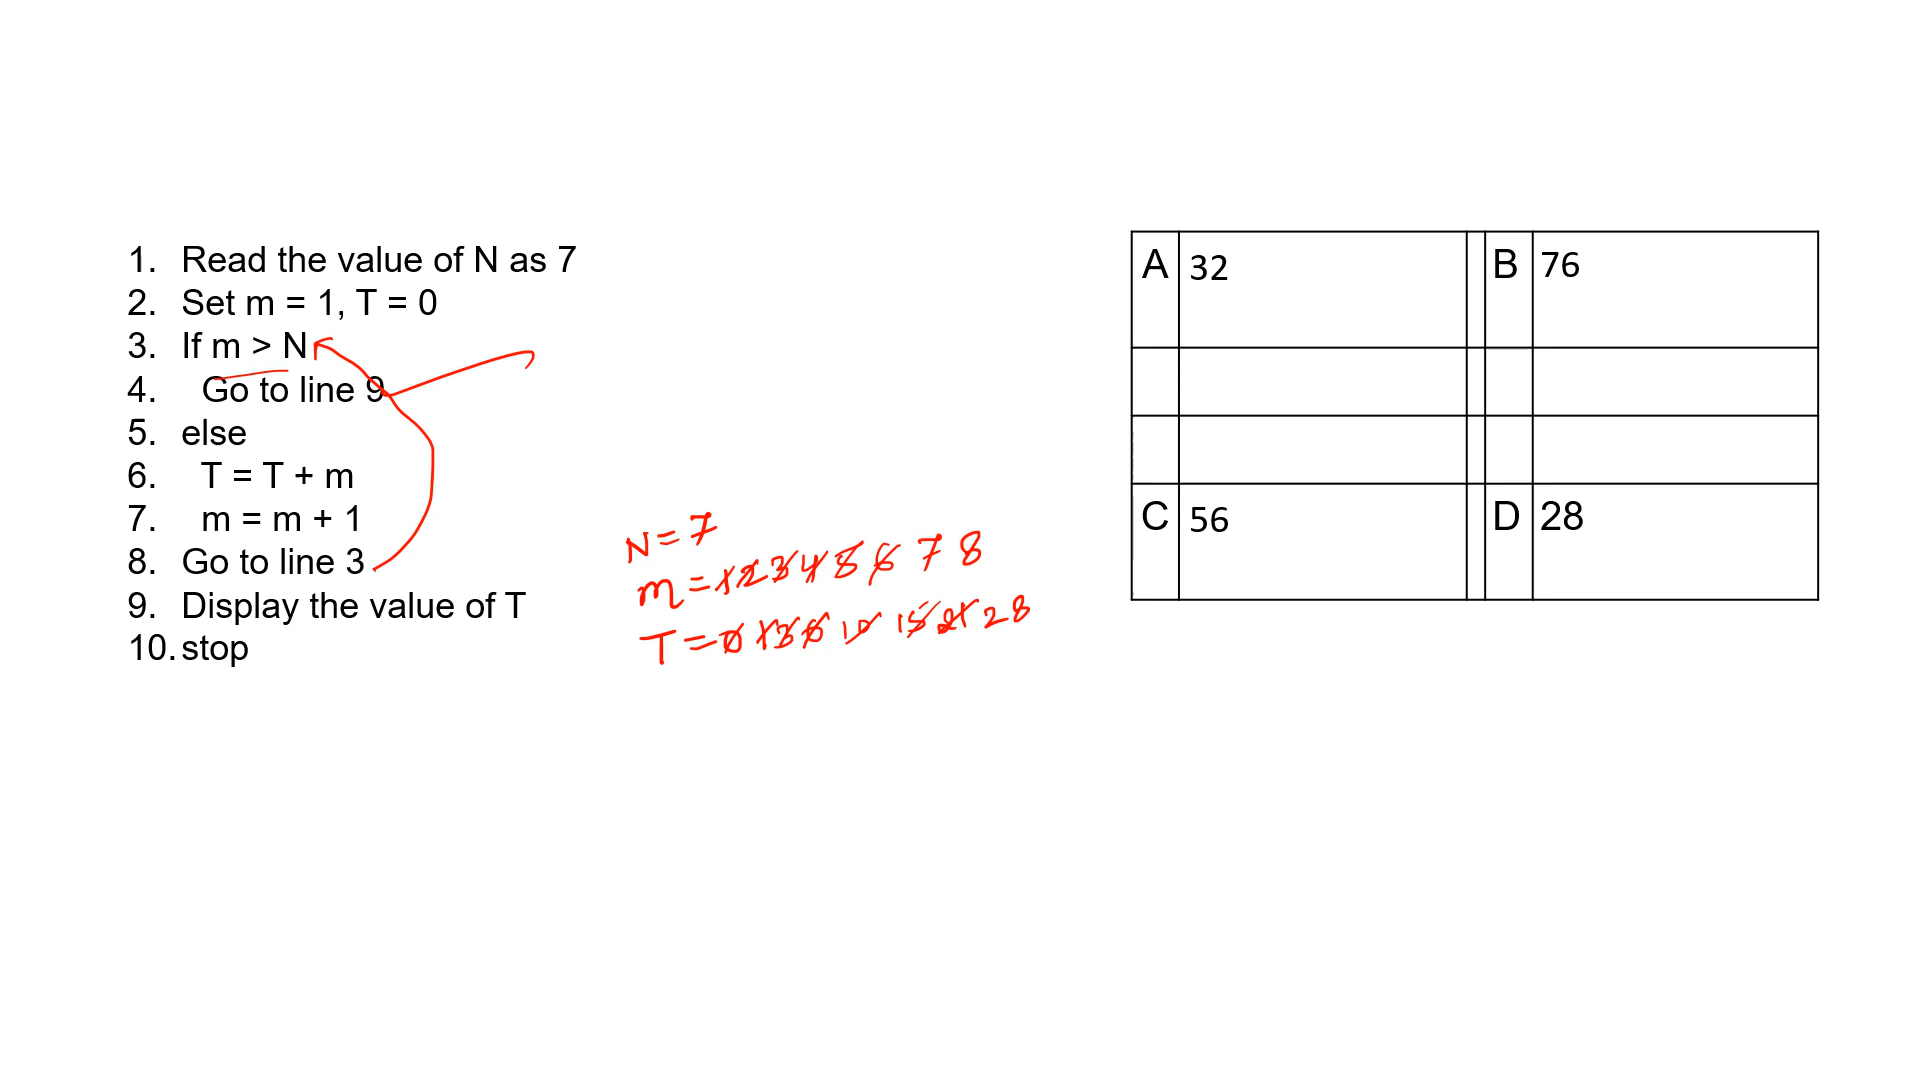 1. Read the value of N as 7
2. Set m = 1, T = 0
3. If m > N
4. Go to line 9
5. else
6. T = T + m
7. m = m + 1
8. Go to line 3
9. Display the value of T
10. stop
N = 7
m = 1 2 3 4 5 6 7 8
T = 0 1 3 6 10 15 21 28
A 32 B 76
C 56 D 28